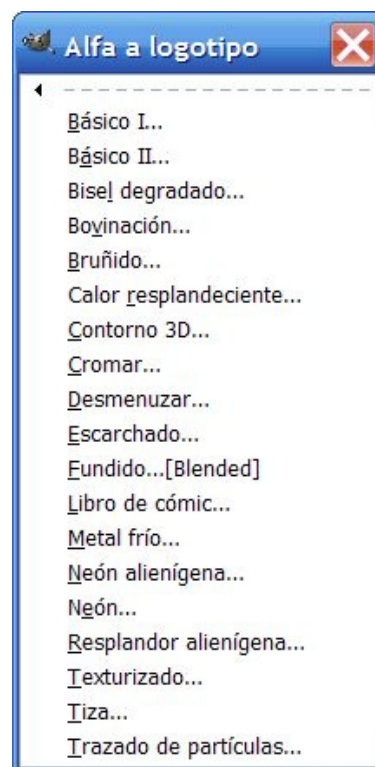 Alfa a logotipo
Básico I...
Básico II...
Bisel degradado...
Bovinación...
Bruñido...
Calor resplandeciente...
Contorno 3D...
Cromar...
Desmenuzar...
Escarchado...
Fundido...[Blended]
Libro de cómic...
Metal frío...
Neón alienígena...
Neón...
Resplandor alienígena...
Texturizado...
Tiza...
Trazado de partículas...